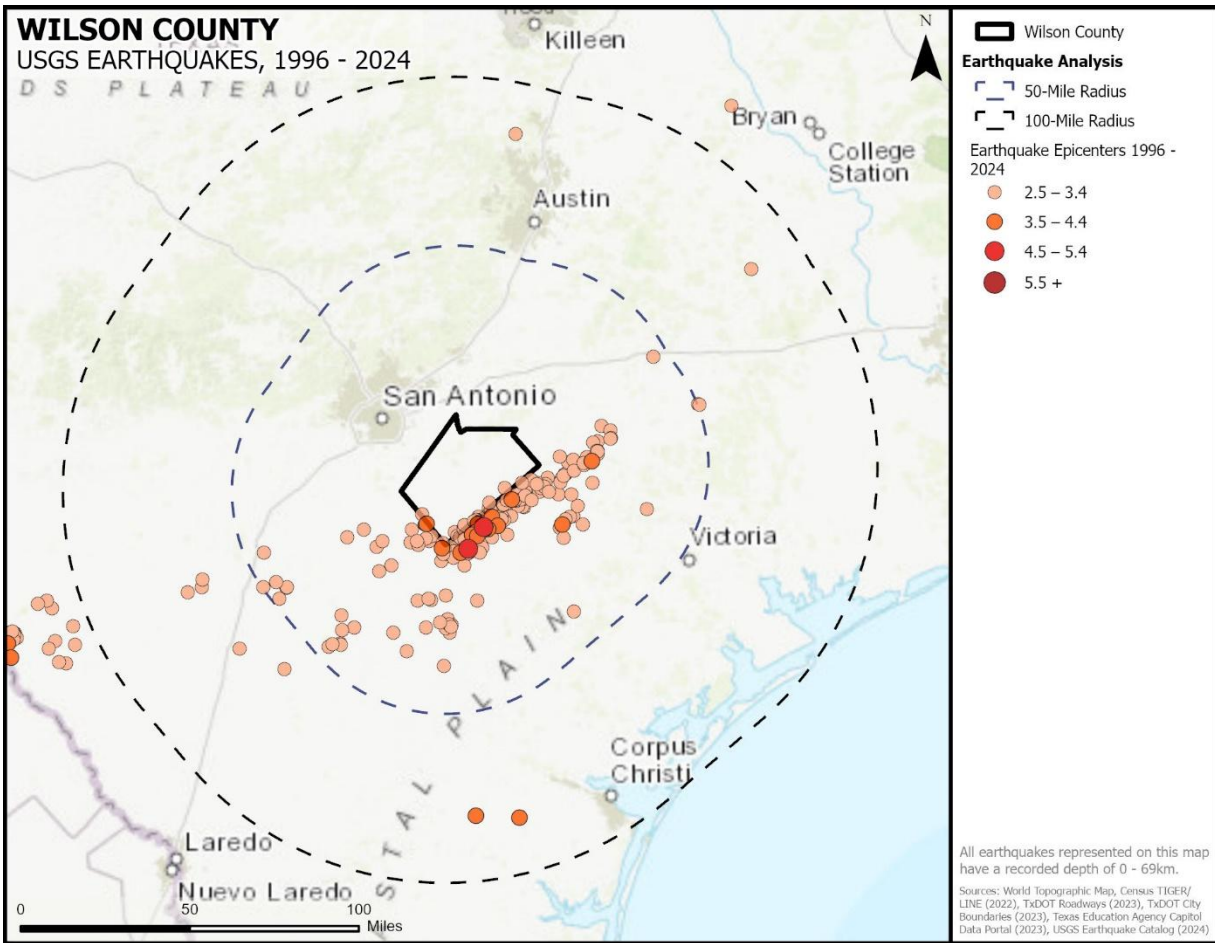 WILSON COUNTY
USGS EARTHQUAKES, 1996 - 2024
DS PLATEAU
Killeen
Bryan
College
Station
Austin
San Antonio
Victoria
STAL PLAIN
Corpus
Christi
Laredo
Nuevo Laredo
0 50 100
Miles
N
Wilson County
Earthquake Analysis
50-Mile Radius
100-Mile Radius
Earthquake Epicenters 1996 -
2024
2.5 – 3.4
3.5 – 4.4
4.5 – 5.4
5.5 +
All earthquakes represented on this map
have a recorded depth of 0 - 69km.
Sources: World Topographic Map, Census TIGER/
LINE (2022), TxDOT Roadways (2023), TxDOT City
Boundaries (2023), Texas Education Agency Capitol
Data Portal (2023), USGS Earthquake Catalog (2024)